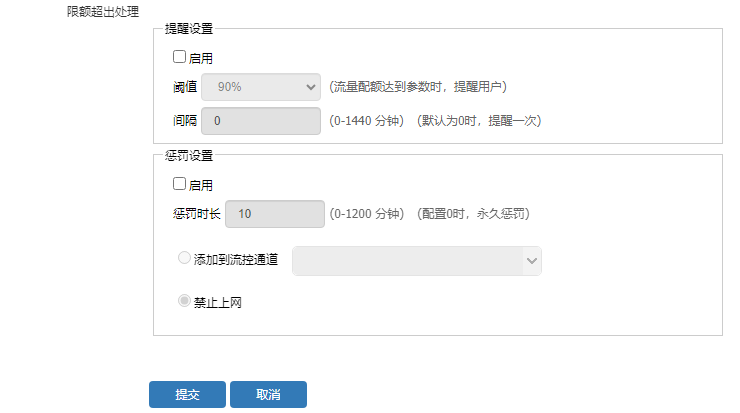 限额超出处理
提醒设置
启用
阈值 90% (流量配额达到参数时，提醒用户)
间隔 0 (0-1440 分钟) (默认为0时，提醒一次)
惩罚设置
启用
惩罚时长 10 (0-1200 分钟) (配置0时，永久惩罚)
添加到流控通道
禁止上网
提交 取消